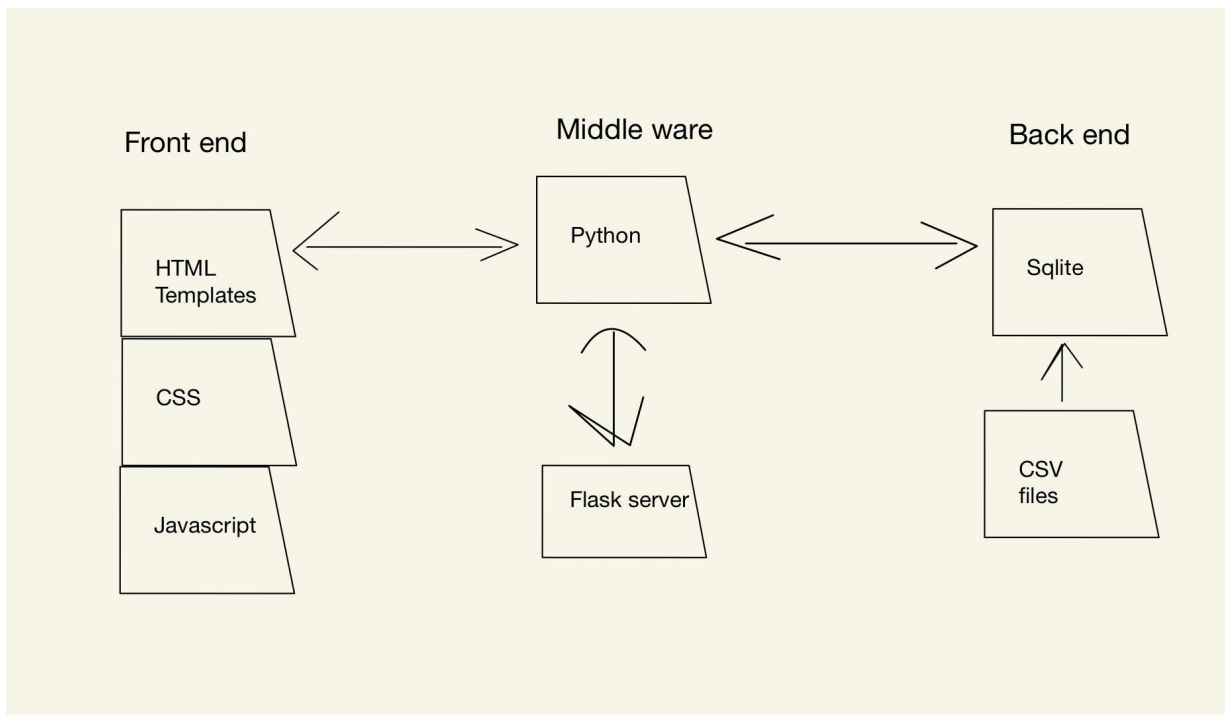 Front end
Middle ware
Back end
HTML
Templates
CSS
Javascript
Python
Flask server
Sqlite
CSV
files